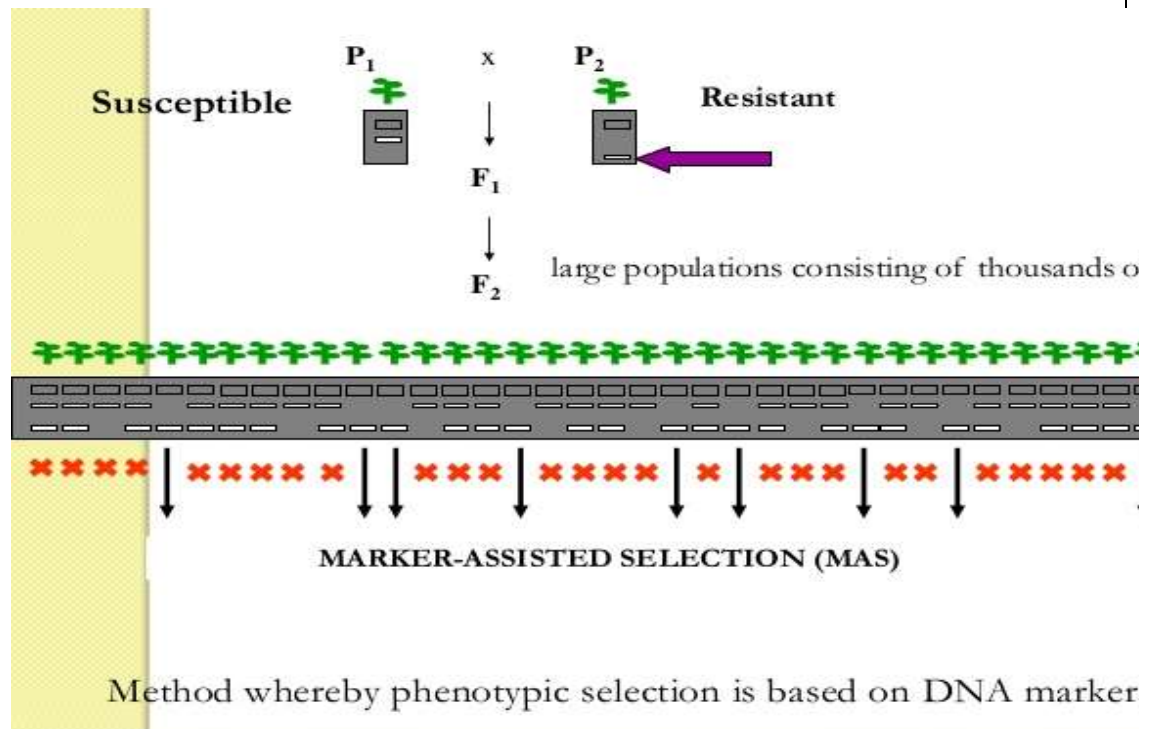 P1 x P2
Susceptible
Resistant
F1
F2
large populations consisting of thousands o
MARKER-ASSISTED SELECTION (MAS)
Method whereby phenotypic selection is based on DNA marker